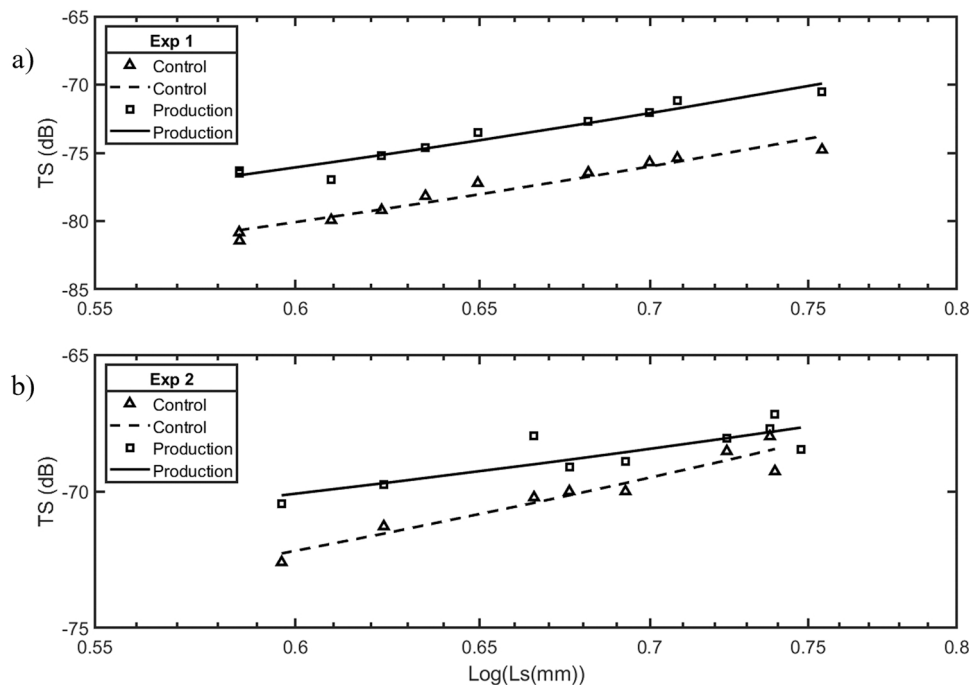 a)
TS (dB)
-65
-70
-75
-80
-85
Exp 1
Control
Control
Production
Production
0.55 0.6 0.65 0.7 0.75 0.8
b)
TS (dB)
-65
-70
-75
Exp 2
Control
Control
Production
Production
0.55 0.6 0.65 0.7 0.75 0.8
Log(Ls(mm))